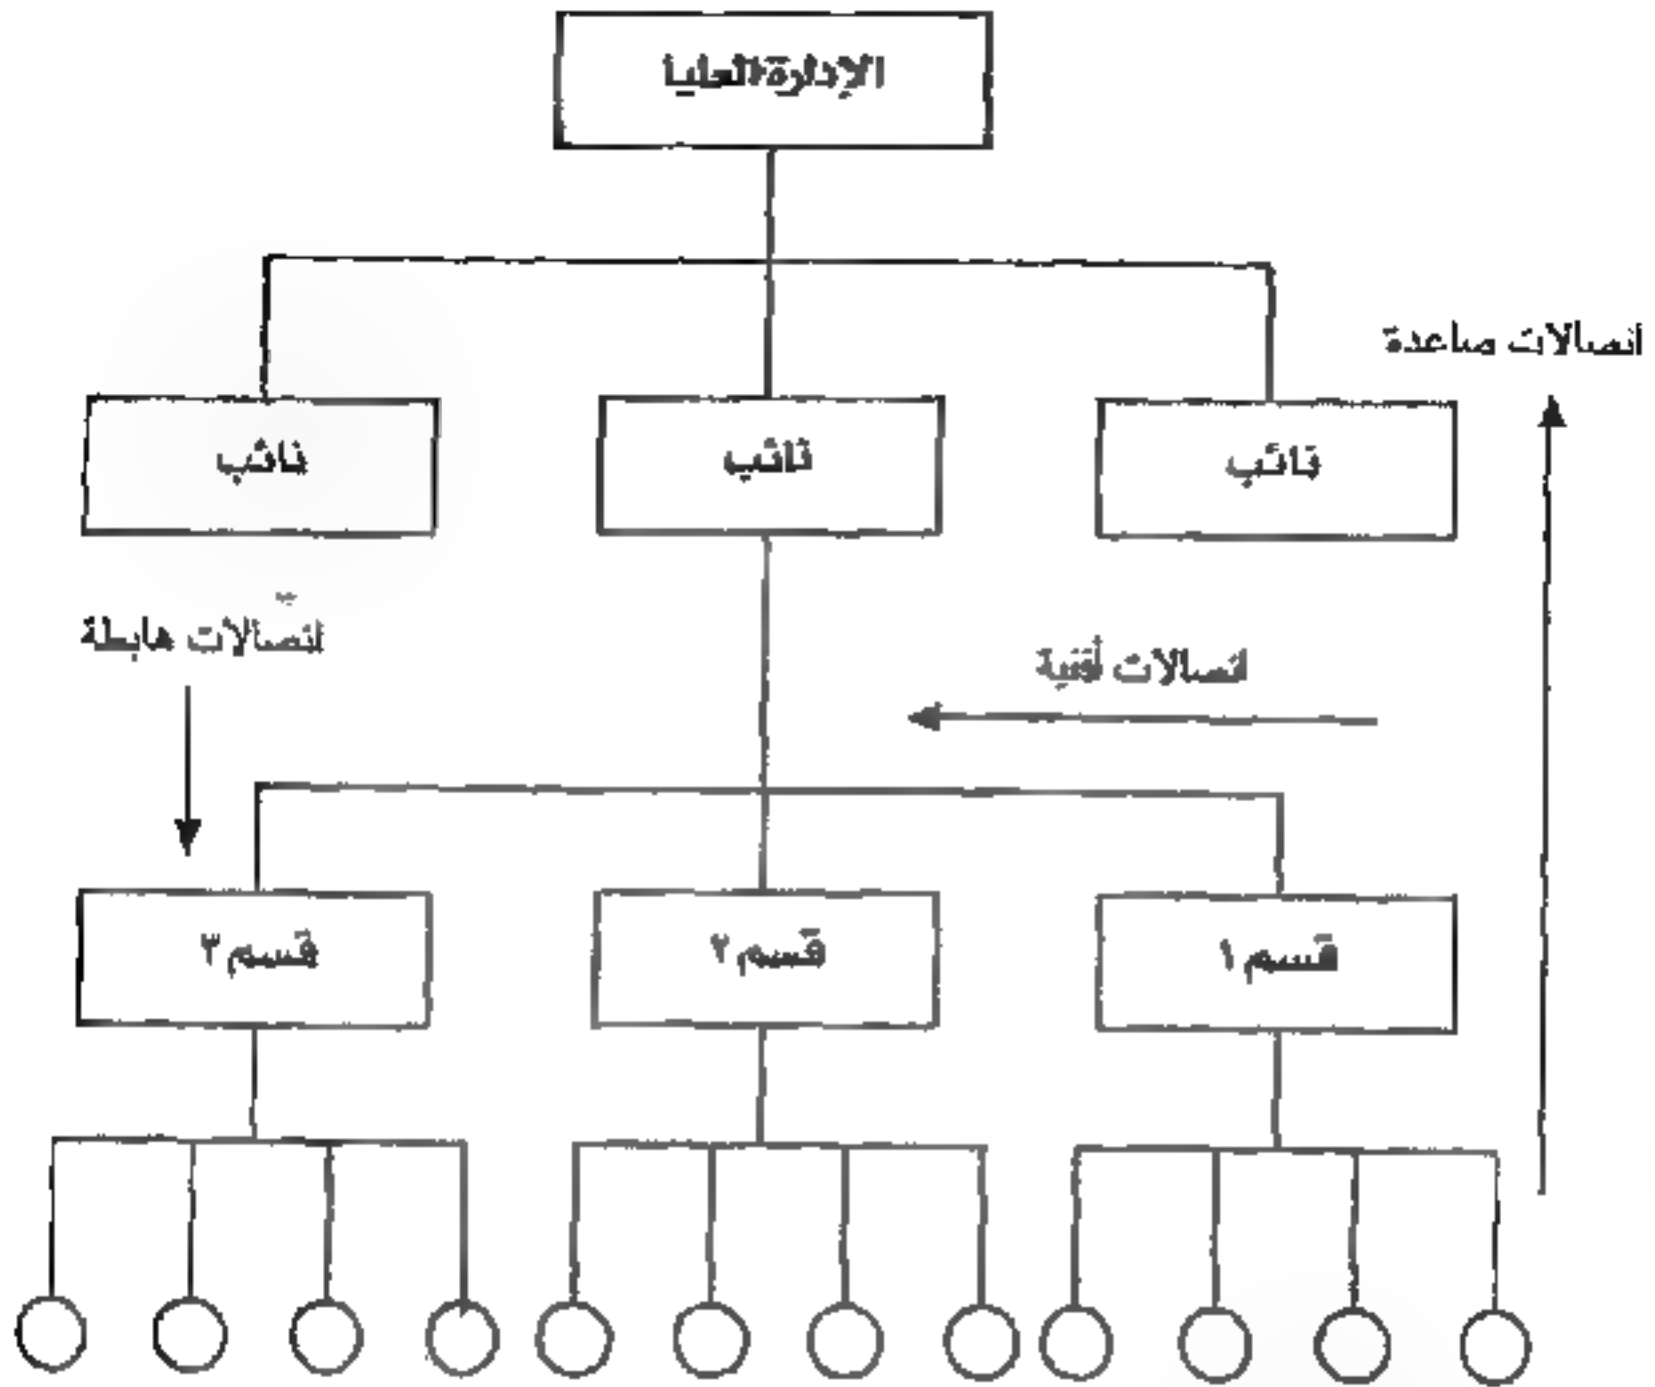 الإدارة العليا
اتصالات صاعدة
نائب
نائب
نائب
اتصالات هابطة
اتصالات أفقية
قسم ١
قسم ٢
قسم ٣